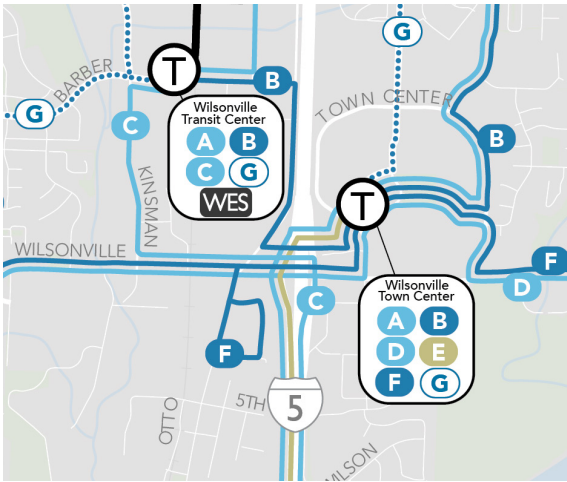 G
BARBER
T
B
TOWN CENTER
G
C
Wilsonville
Transit Center
A B
C G
WES
B
KINSMAN
T
WILSONVILLE
F
D
C
Wilsonville
Town Center
A B
D E
F G
F
5TH
5
OTTO
WILSON